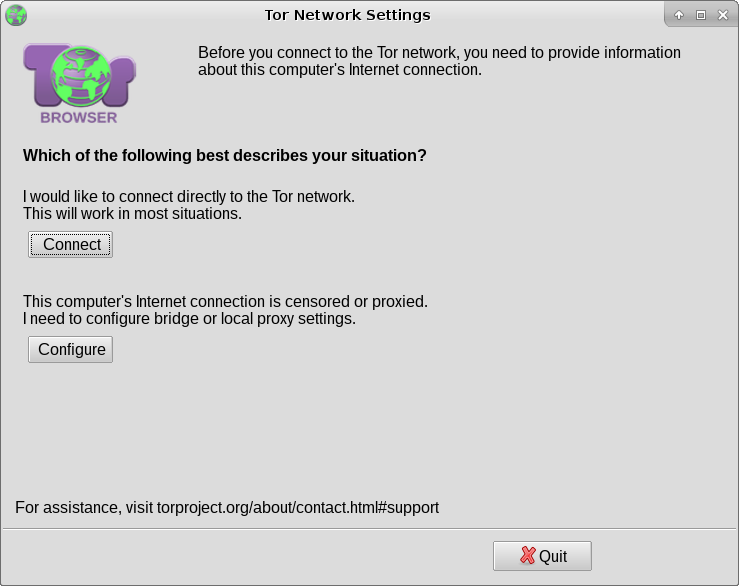 Tor Network Settings
Tor
BROWSER
Before you connect to the Tor network, you need to provide information
about this computer's Internet connection.
Which of the following best describes your situation?
I would like to connect directly to the Tor network.
This will work in most situations.
Connect
This computer's Internet connection is censored or proxied.
I need to configure bridge or local proxy settings.
Configure
For assistance, visit torproject.org/about/contact.html#support
Quit